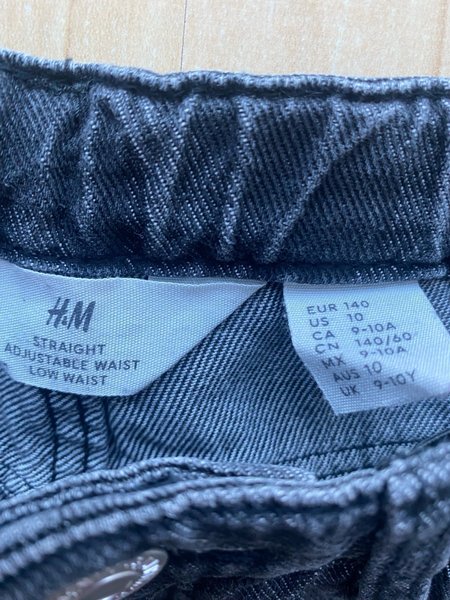 H&M
STRAIGHT
ADJUSTABLE WAIST
LOW WAIST
EUR 140
US 10
CA 9-10A
CN 140/60
MX 9-10A
AUS 10
UK 9-10Y